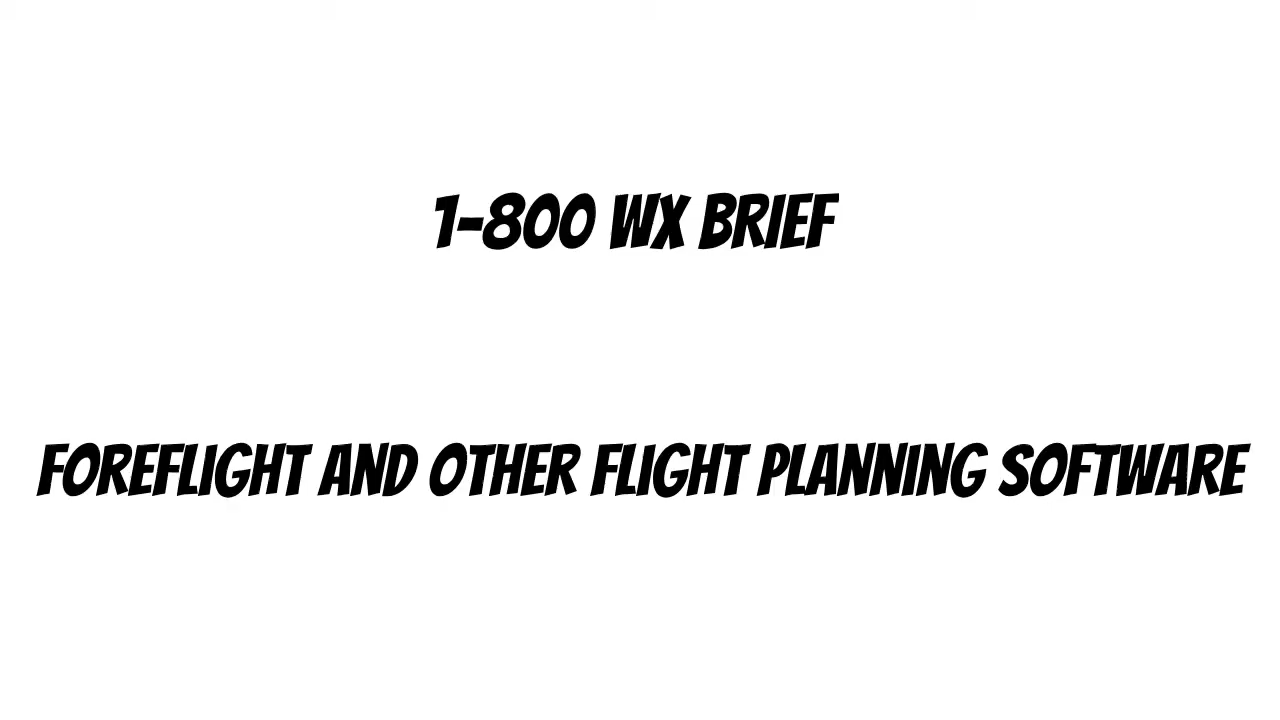 1-800 WX BRIEF
FOREFLIGHT AND OTHER FLIGHT PLANNING SOFTWARE